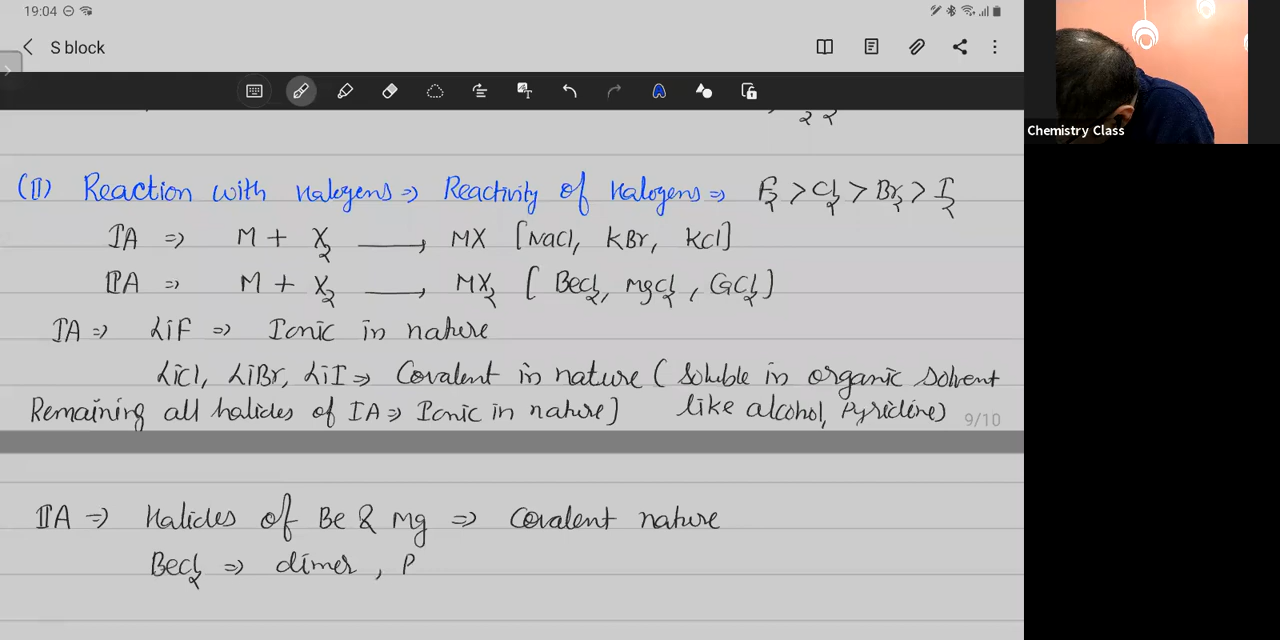 19:04
S block
Chemistry Class
(II) Reaction with halogens ⇒ Reactivity of halogens ⇒ F₂ > Cl₂ > Br₂ > I₂
IA ⇒ M + X₂ ⟶ MX [NaCl, KBr, KCl]
IIA ⇒ M + X₂ ⟶ MX₂ [BeCl₂, MgCl₂, CaCl₂]
IA ⇒ LiF ⇒ Ionic in nature
LiCl, LiBr, LiI ⇒ Covalent in nature (Soluble in organic solvent
Remaining all halides of IA ⇒ Ionic in nature] like alcohol, Pyridine)
9/10
IIA ⇒ Halides of Be & Mg ⇒ Covalent nature
BeCl₂ ⇒ dimer, P